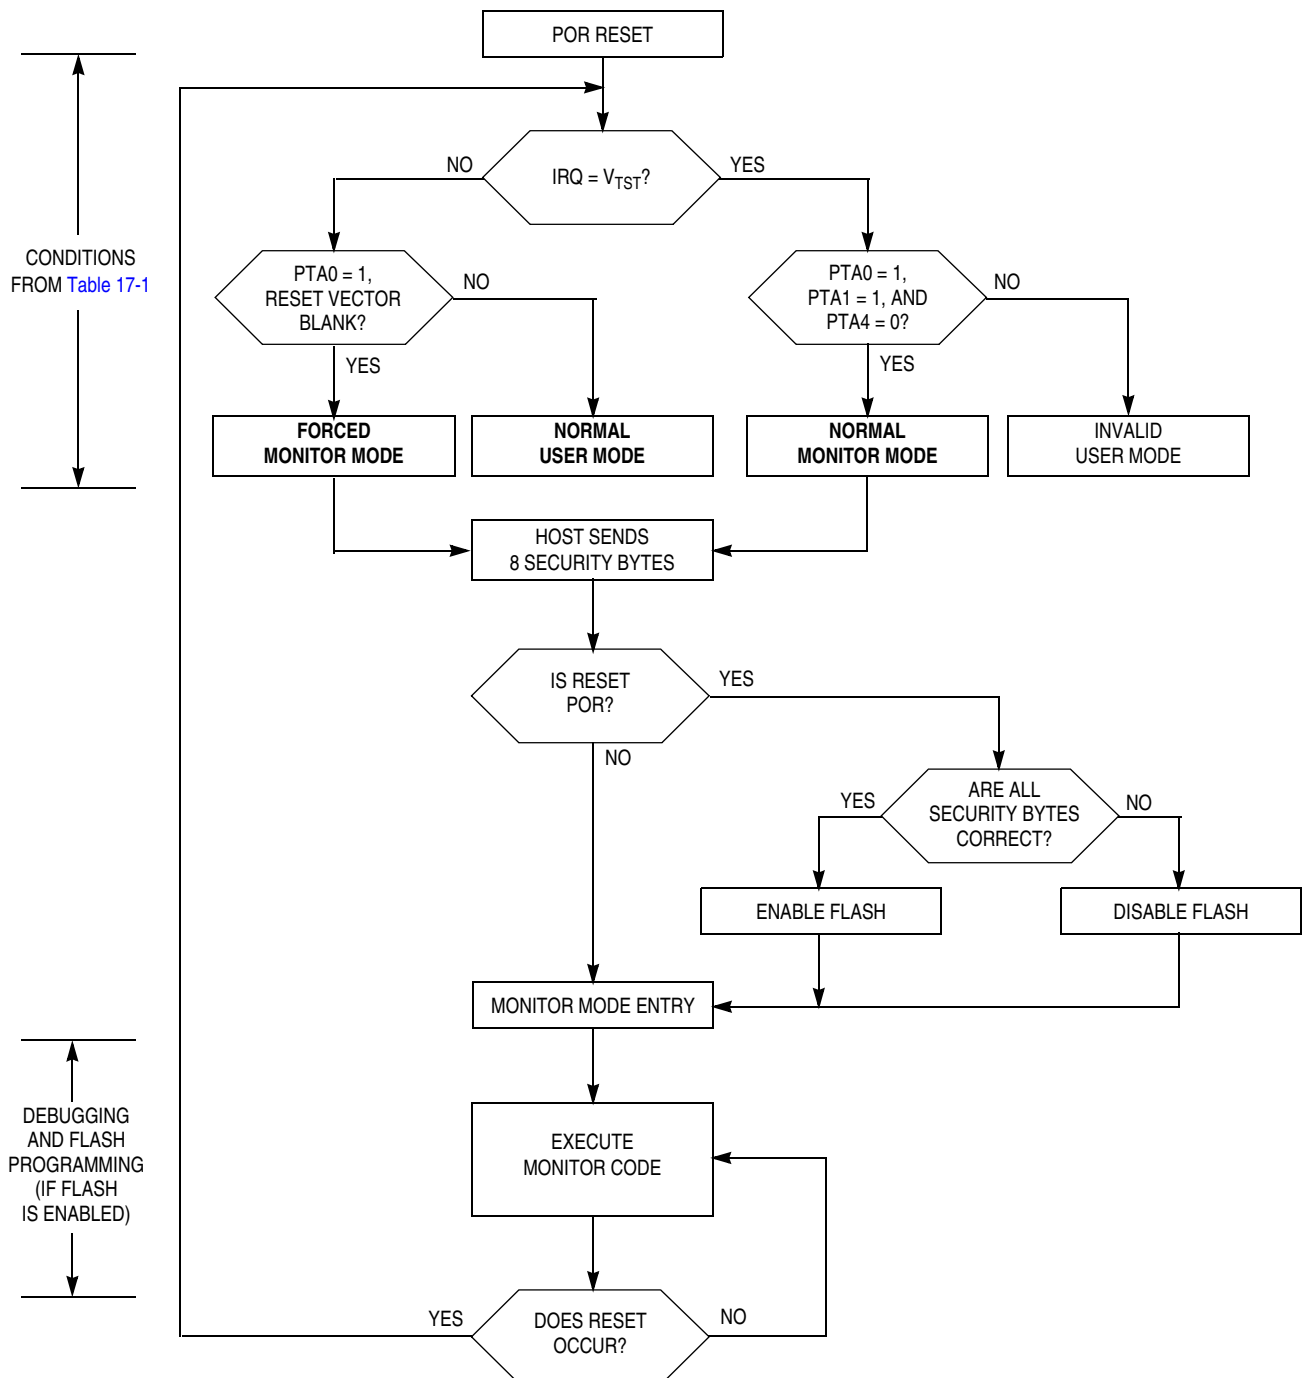 POR RESET
NO
IRQ = VTST?
YES
CONDITIONS
FROM Table 17-1
PTA0 = 1,
RESET VECTOR
BLANK?
NO
YES
PTA0 = 1,
PTA1 = 1, AND
PTA4 = 0?
NO
YES
FORCED
MONITOR MODE
NORMAL
USER MODE
NORMAL
MONITOR MODE
INVALID
USER MODE
HOST SENDS
8 SECURITY BYTES
IS RESET
POR?
YES
NO
YES
ARE ALL
SECURITY BYTES
CORRECT?
NO
ENABLE FLASH
DISABLE FLASH
MONITOR MODE ENTRY
DEBUGGING
AND FLASH
PROGRAMMING
(IF FLASH
IS ENABLED)
EXECUTE
MONITOR CODE
YES
DOES RESET
OCCUR?
NO